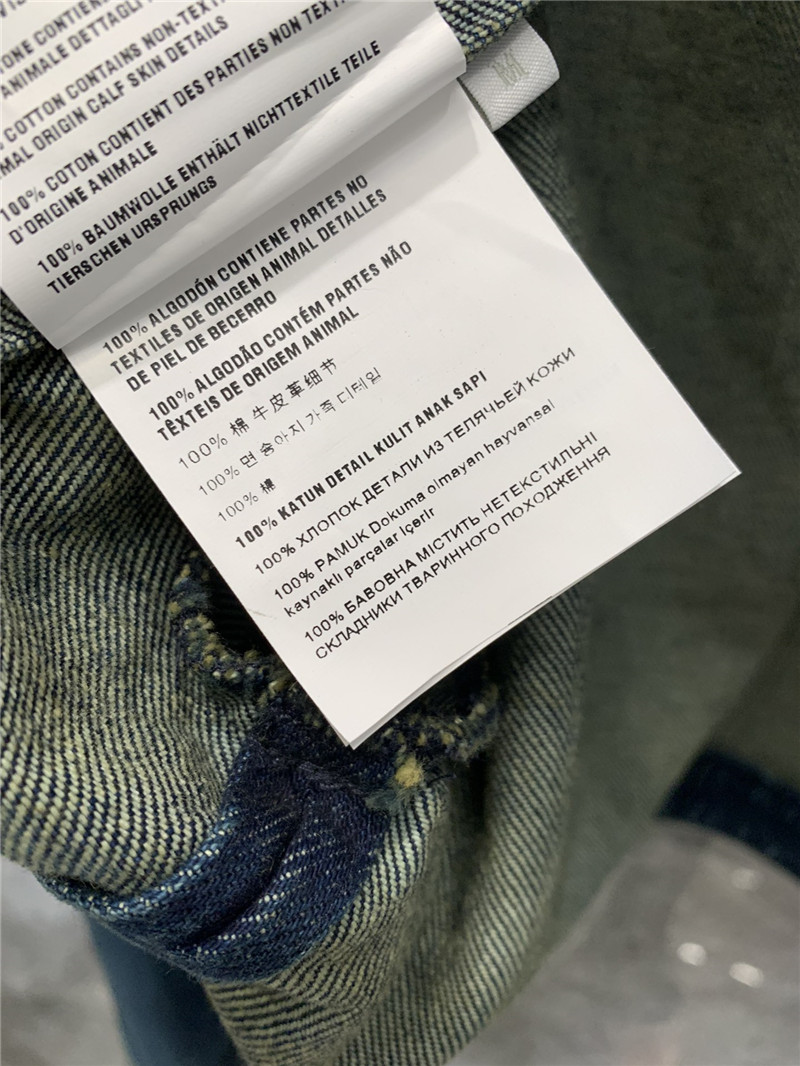 CONE CONTIENE
ANIMALE DETTAGLI
COTTON CONTAINS NON-TEXT
MAL ORIGIN CALF SKIN DETAILS
100% COTON CONTIENT DES PARTIES NON TEXT
D'ORIGINE ANIMALE
100% BAUMWOLLE ENTHÄLT NICHTTEXTILE TEILE
TIERSCHEN URSPRUNGS
100% ALGODÓN CONTIENE PARTES NO
TEXTILES DE ORIGEN ANIMAL DETALLES
DE PIEL DE BECERRO
100% ALGODÃO CONTÉM PARTES NÃO
TÊXTEIS DE ORIGEM ANIMAL
100% 棉 牛皮革细节
100% 면 송아지 가죽 디테일
100% 棉
100% KATUN DETAIL KULIT ANAK SAPI
100% ХЛОПОК ДЕТАЛИ ИЗ ТЕЛЯЧЬЕЙ КОЖИ
100% PAMUK Dokuma olmayan hayvansal
kaynaklı parçalar içerir
100% БАВОВНА МІСТИТЬ НЕТЕКСТИЛЬНІ
СКЛАДНИКИ ТВАРИННОГО ПОХОДЖЕННЯ
M